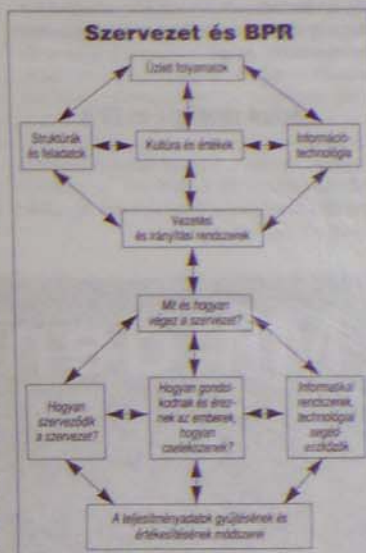 Szervezet és BPR
Üzleti folyamatok
Struktúrák
és feladatok
Kultúra és értékek
Információ-
technológia
Vezetési
és irányítási rendszerek
Mit és hogyan
végez a szervezet?
Hogyan
szerveződik
a szervezet?
Hogyan gondol-
kodnak és érez-
nek az emberek,
hogyan
cselekszenek?
Informatikai
rendszerek,
technológiai
segéd-
eszközök
A teljesítményadatok gyűjtésének és
értékesítésének módszerei